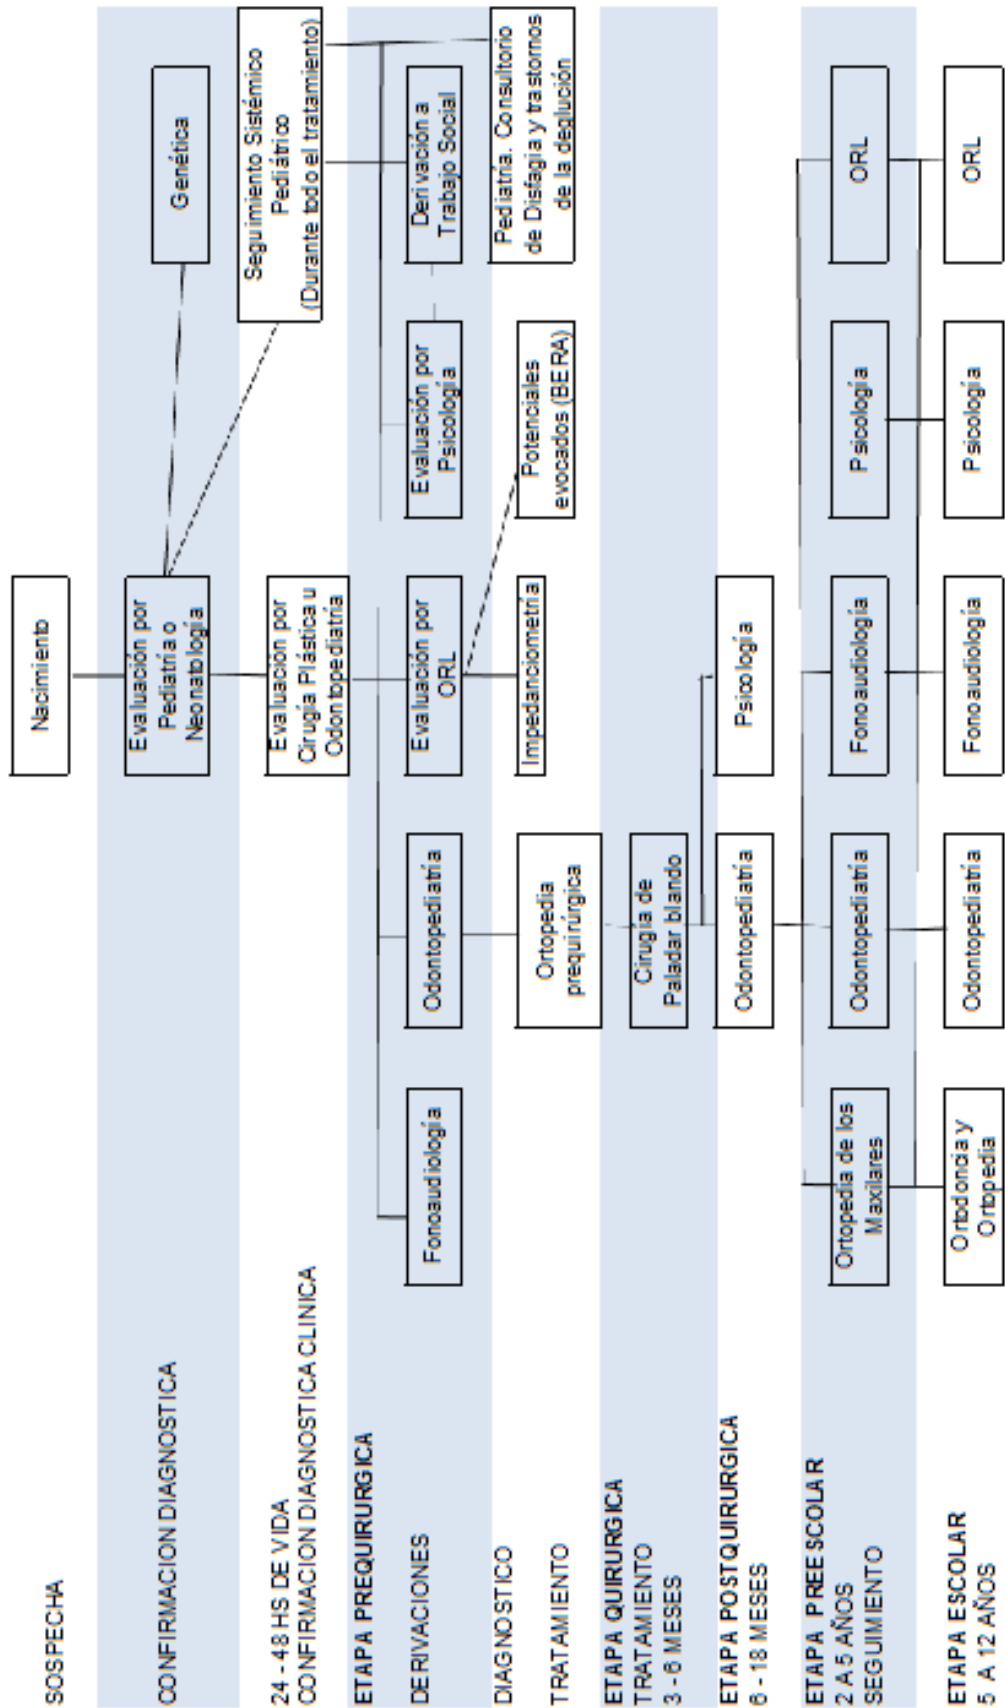 SOSPECHA
Nacimiento
CONFIRMACION DIAGNOSTICA
Evaluación por
Pediatría o
Neonatología
Genética
24 - 48 HS DE VIDA
CONFIRMACION DIAGNOSTICA CLINICA
Evaluación por
Cirugía Plástica u
Odontopediatría
Seguimiento Sistémico
Pediátrico
(Durante todo el tratamiento)
ETAPA PREQUIRURGICA
DERIVACIONES
Fonoaudiología
Odontopediatría
Evaluación por
ORL
Evaluación por
Psicología
Derivación a
Trabajo Social
DIAGNOSTICO
TRATAMIENTO
Ortopedia
prequirúrgica
Impedanciometría
Potenciales
evocados (BERA)
Pediatría. Consultorio
de Disfagia y trastornos
de la deglución
ETAPA QUIRURGICA
TRATAMIENTO
3 - 6 MESES
Cirugía de
Paladar blando
ETAPA POSTQUIRURGICA
6 - 18 MESES
Odontopediatría
Psicología
ETAPA PREESCOLAR
2 A 5 AÑOS
SEGUIMIENTO
Ortopedia de los
Maxilares
Odontopediatría
Fonoaudiología
Psicología
ORL
ETAPA ESCOLAR
5 A 12 AÑOS
Ortodoncia y
Ortopedia
Odontopediatría
Fonoaudiología
Psicología
ORL